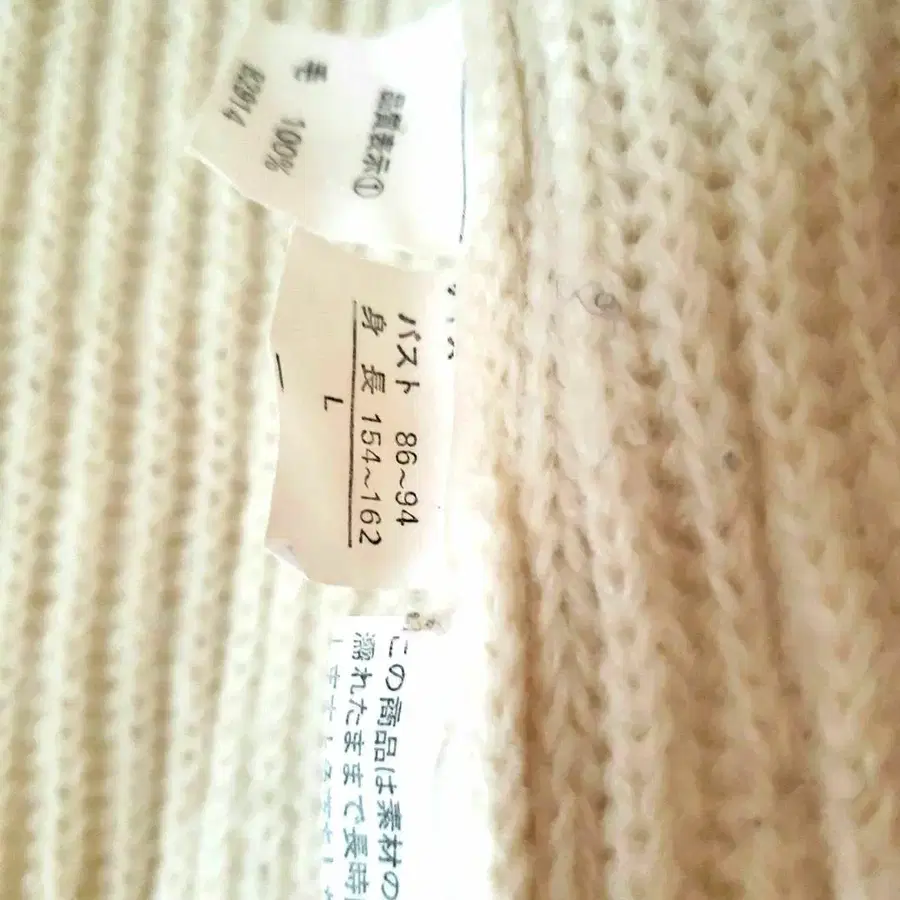 品質表示①
毛 100%
バスト 86~94
身長 154~162
L
この商品は素材の
濡れたままで長時